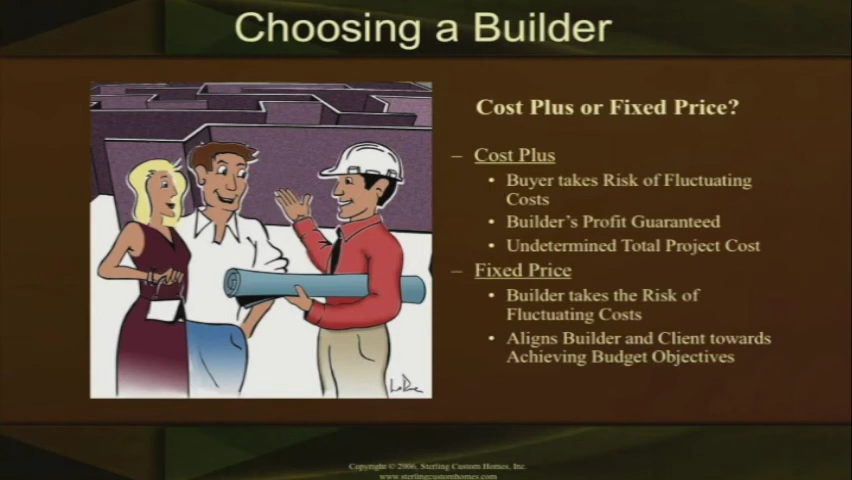 Choosing a Builder
Cost Plus or Fixed Price?
– Cost Plus
• Buyer takes Risk of Fluctuating
Costs
• Builder's Profit Guaranteed
• Undetermined Total Project Cost
– Fixed Price
• Builder takes the Risk of
Fluctuating Costs
• Aligns Builder and Client towards
Achieving Budget Objectives
Copyright © 2006, Sterling Custom Homes, Inc.
www.sterlingcustomhomes.com